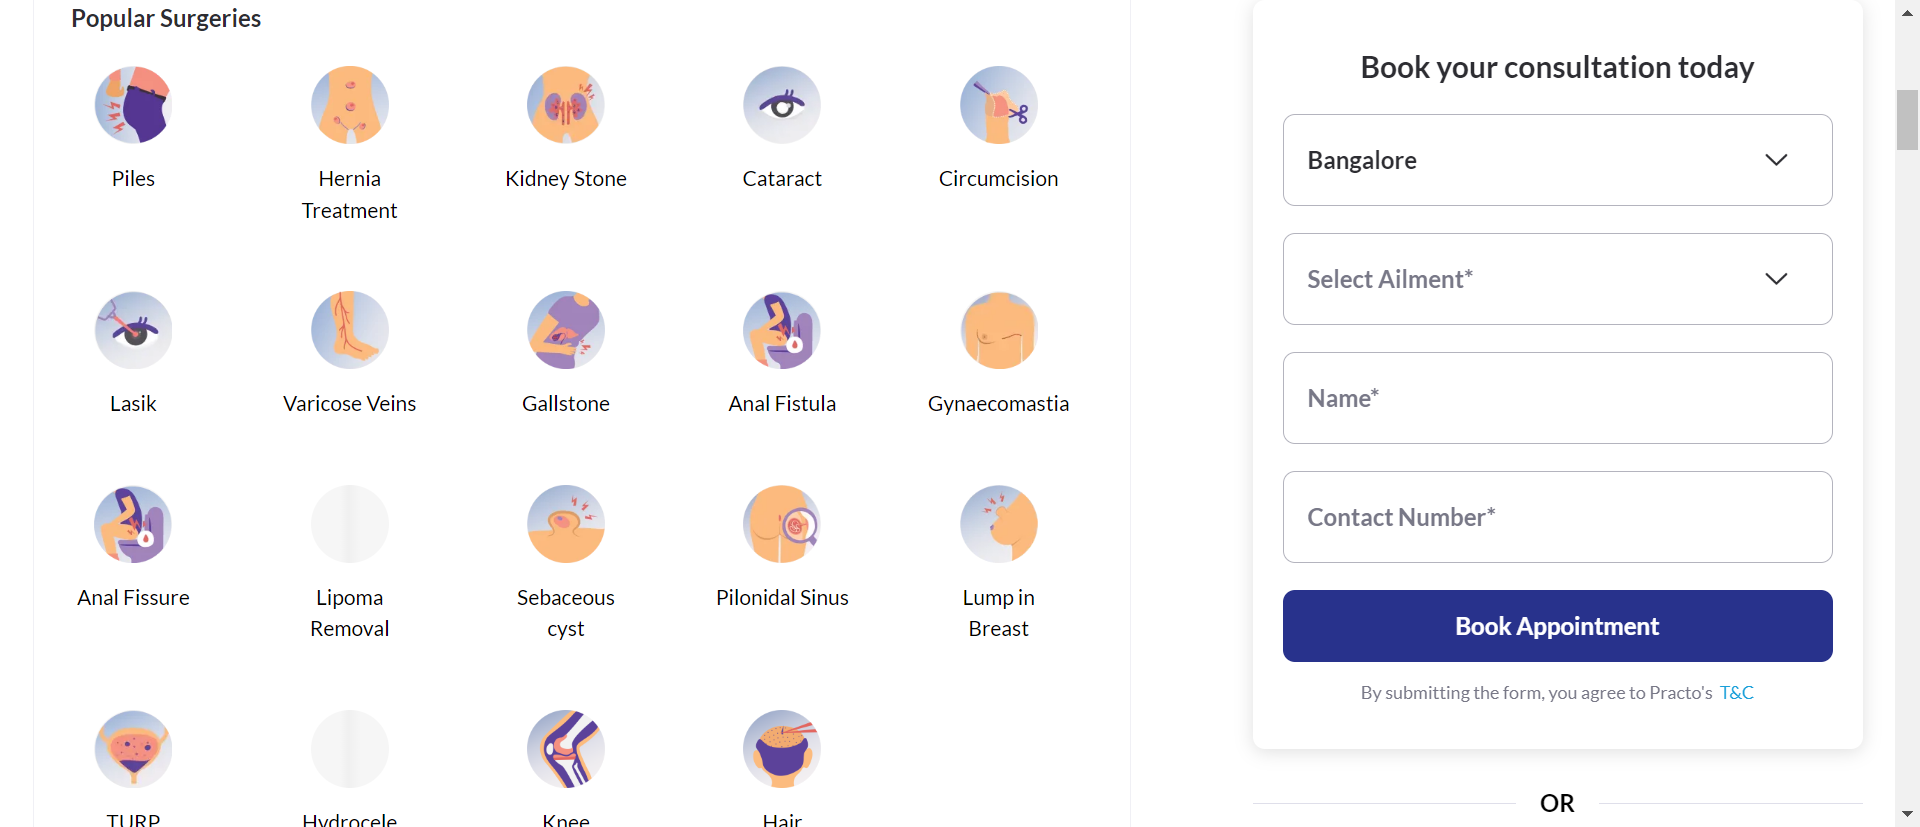 Popular Surgeries
Piles
Hernia
Treatment
Kidney Stone
Cataract
Circumcision
Lasik
Varicose Veins
Gallstone
Anal Fistula
Gynaecomastia
Anal Fissure
Lipoma
Removal
Sebaceous
cyst
Pilonidal Sinus
Lump in
Breast
TURP
Hydrocele
Knee
Hair
Book your consultation today
Bangalore
Select Ailment*
Name*
Contact Number*
Book Appointment
By submitting the form, you agree to Practo's T&C
OR